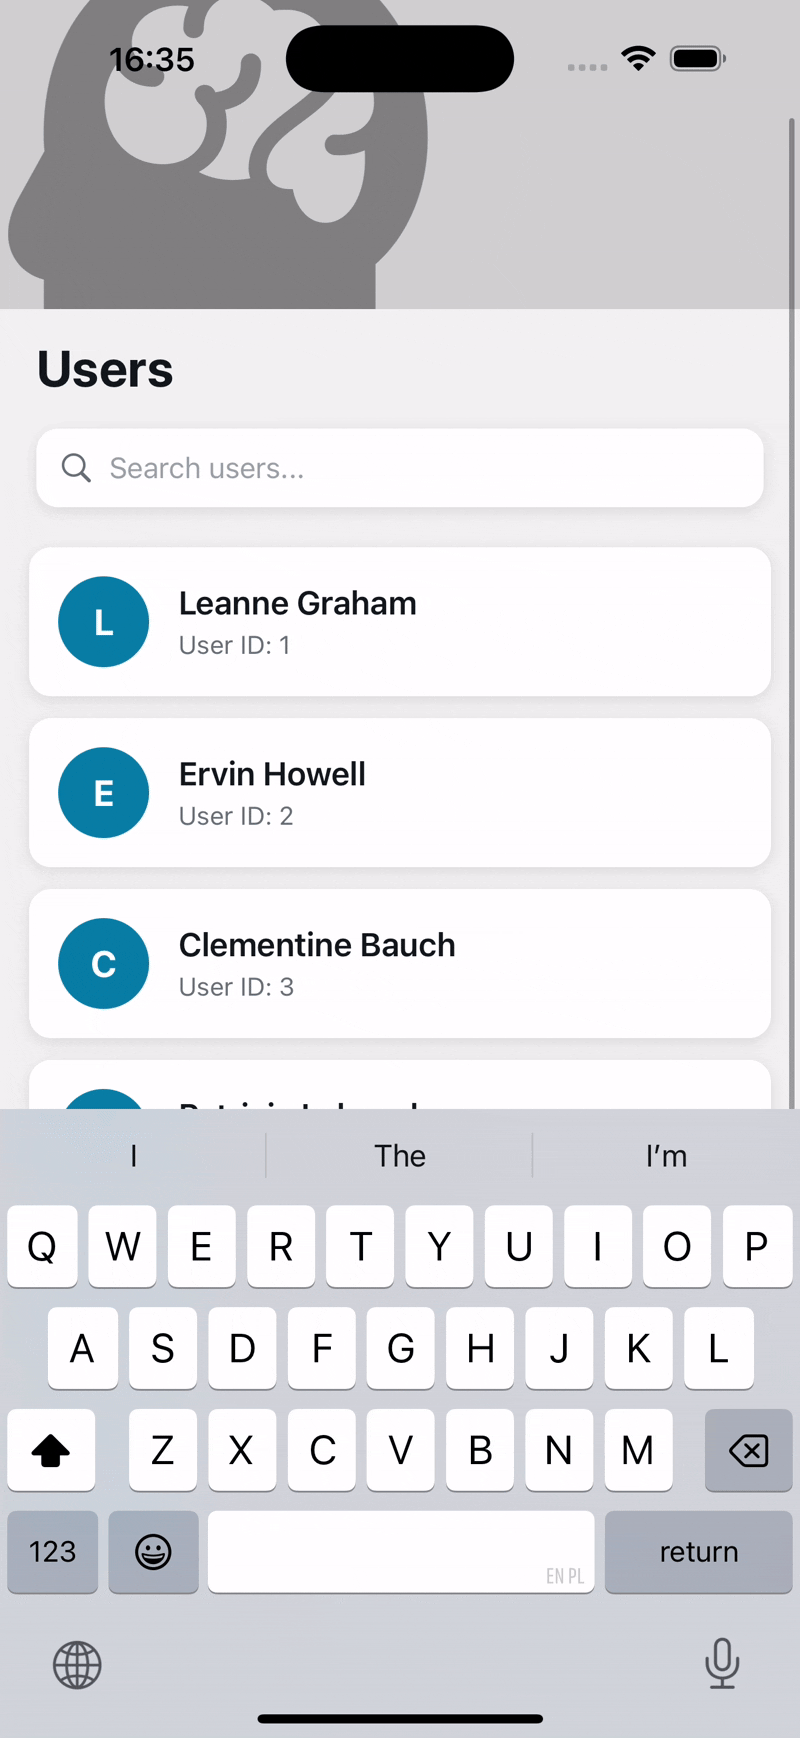 16:35
Users
Search users...
L
Leanne Graham
User ID: 1
E
Ervin Howell
User ID: 2
C
Clementine Bauch
User ID: 3
I The I'm
Q W E R T Y U I O P
A S D F G H J K L
Z X C V B N M
123 EN PL return